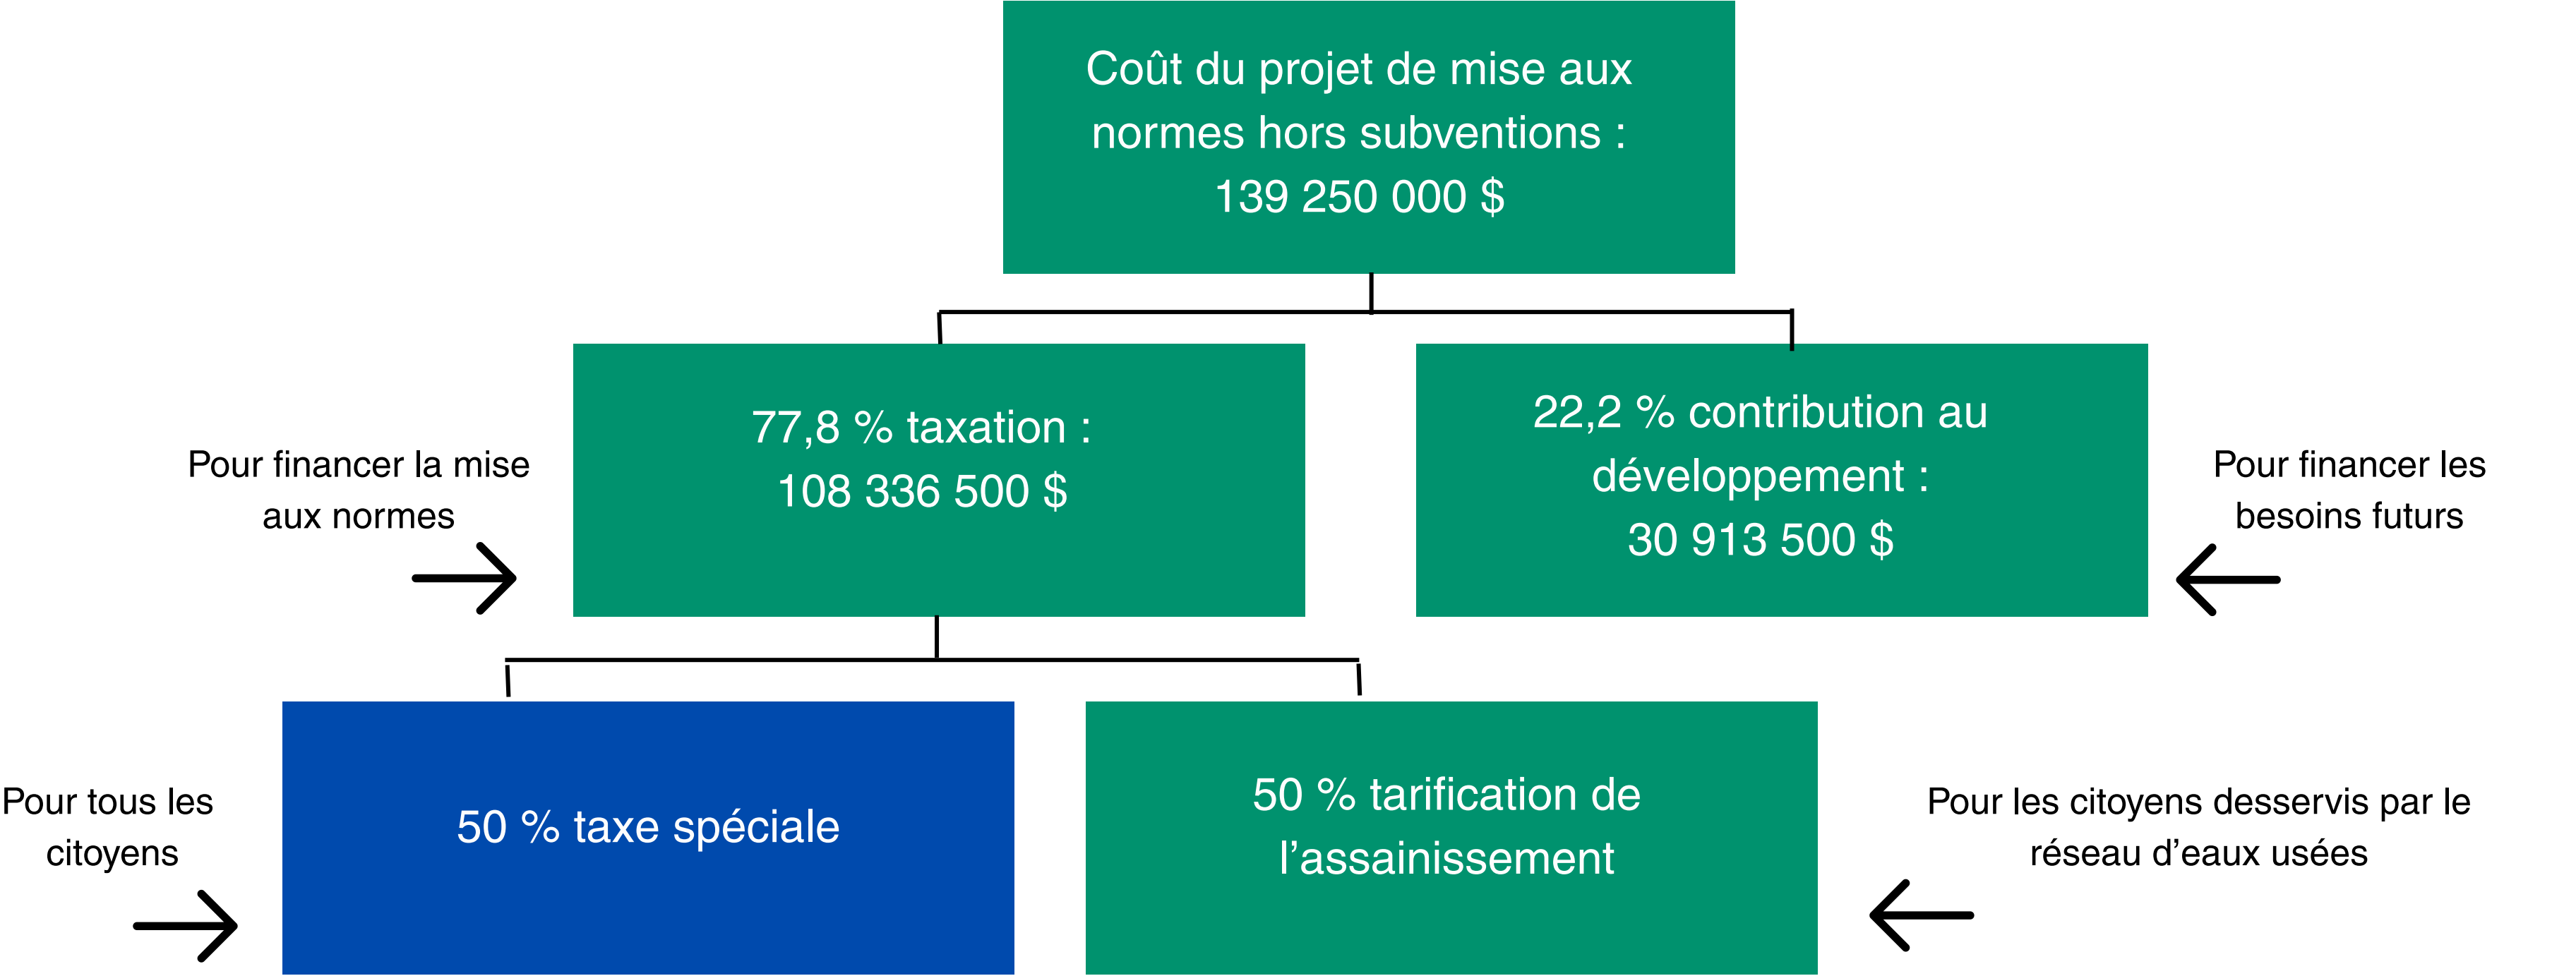 Coût du projet de mise aux
normes hors subventions :
139 250 000 $
Pour financer la mise
aux normes
77,8 % taxation :
108 336 500 $
22,2 % contribution au
développement :
30 913 500 $
Pour financer les
besoins futurs
Pour tous les
citoyens
50 % taxe spéciale
50 % tarification de
l’assainissement
Pour les citoyens desservis par le
réseau d’eaux usées